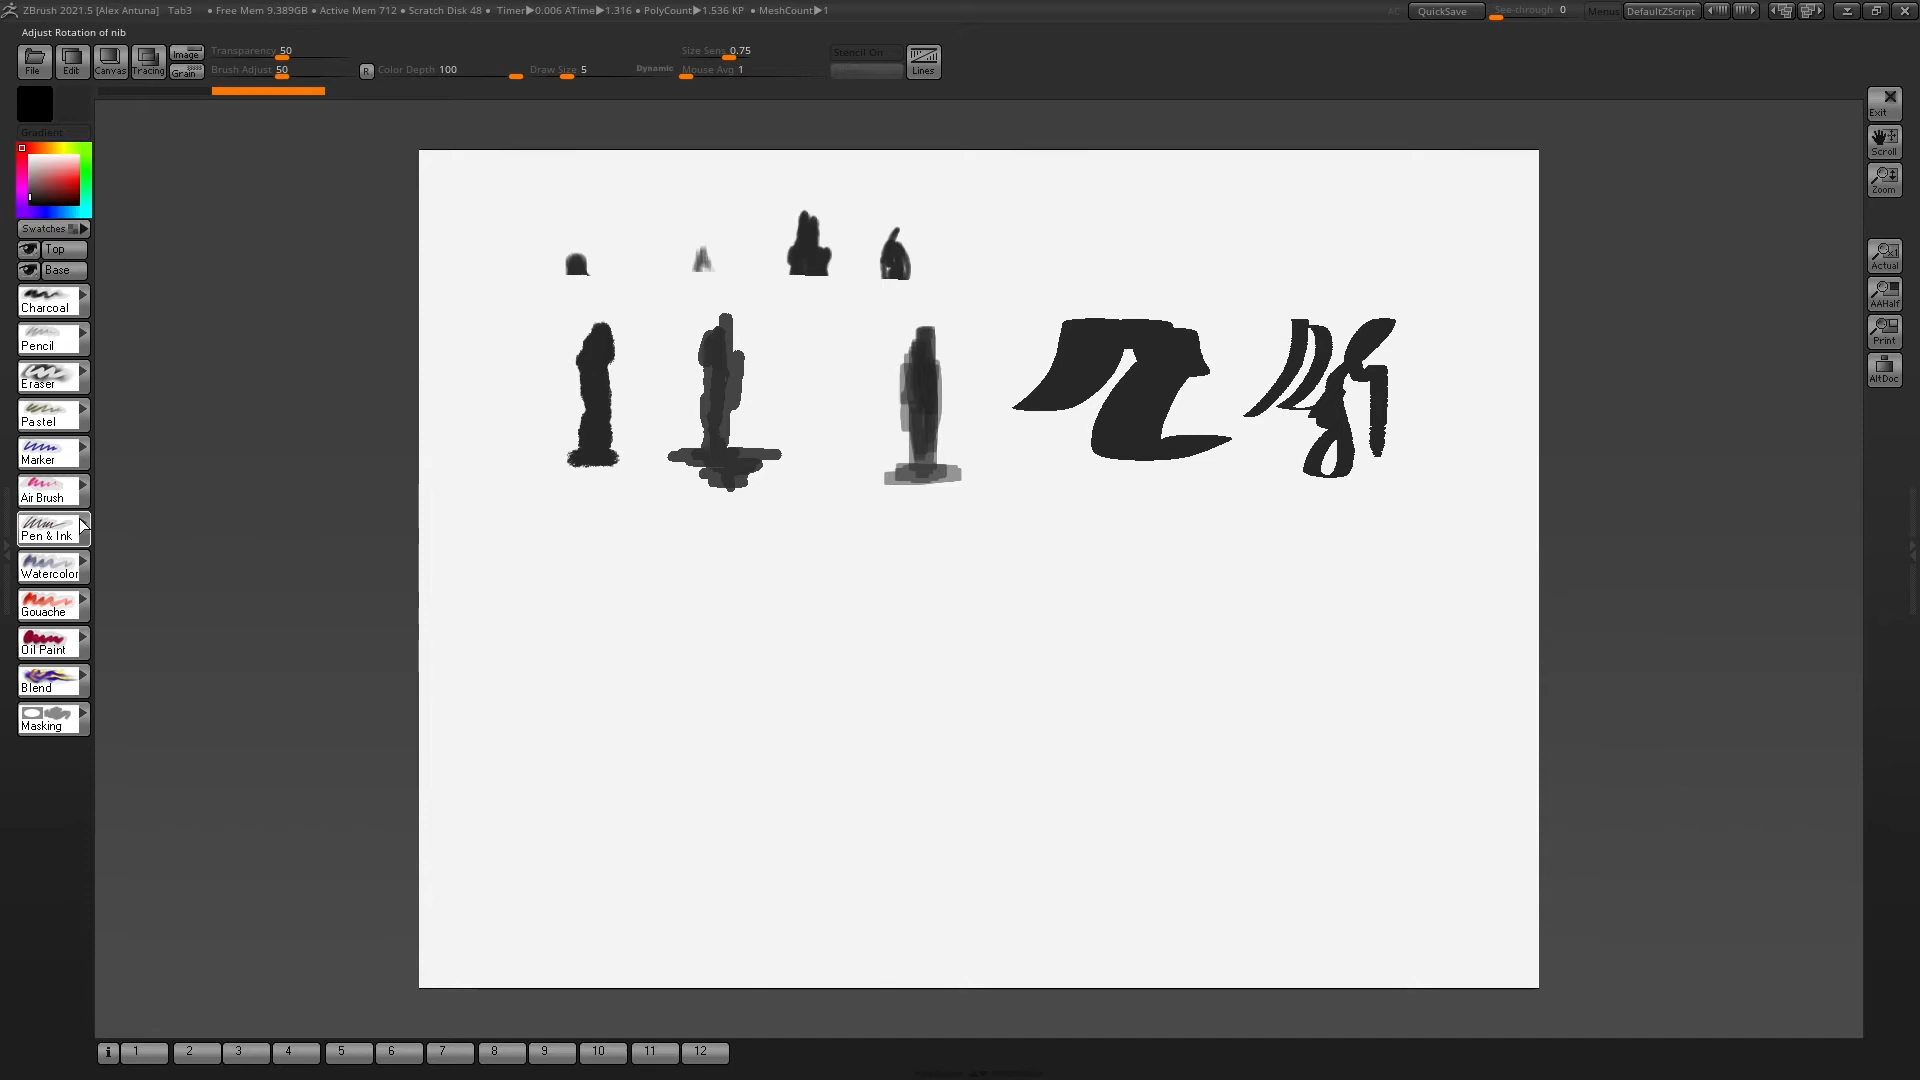 ZBrush 2021.5 [Alex Antuna] Tab3 • Free Mem 9.389GB • Active Mem 712 • Scratch Disk 48 • Timer▶0.006 ATime▶1.316 • PolyCount▶1.536 KP • MeshCount▶1 AC QuickSave See-through 0 Menus DefaultZScript
Adjust Rotation of nib
File Edit Canvas Tracing Image Grain
Transparency 50 Size Sens 0.75 Stencil On
Brush Adjust 50 R Color Depth 100 Draw Size 5 Dynamic Mouse Avg 1 Lines
Gradient
Swatches
Top
Base
Charcoal
Pencil
Eraser
Pastel
Marker
Air Brush
Pen & Ink
Watercolor
Gouache
Oil Paint
Blend
Masking
Exit
Scroll
Zoom
Actual
AAHalf
Print
AltDoc
i 1 2 3 4 5 6 7 8 9 10 11 12